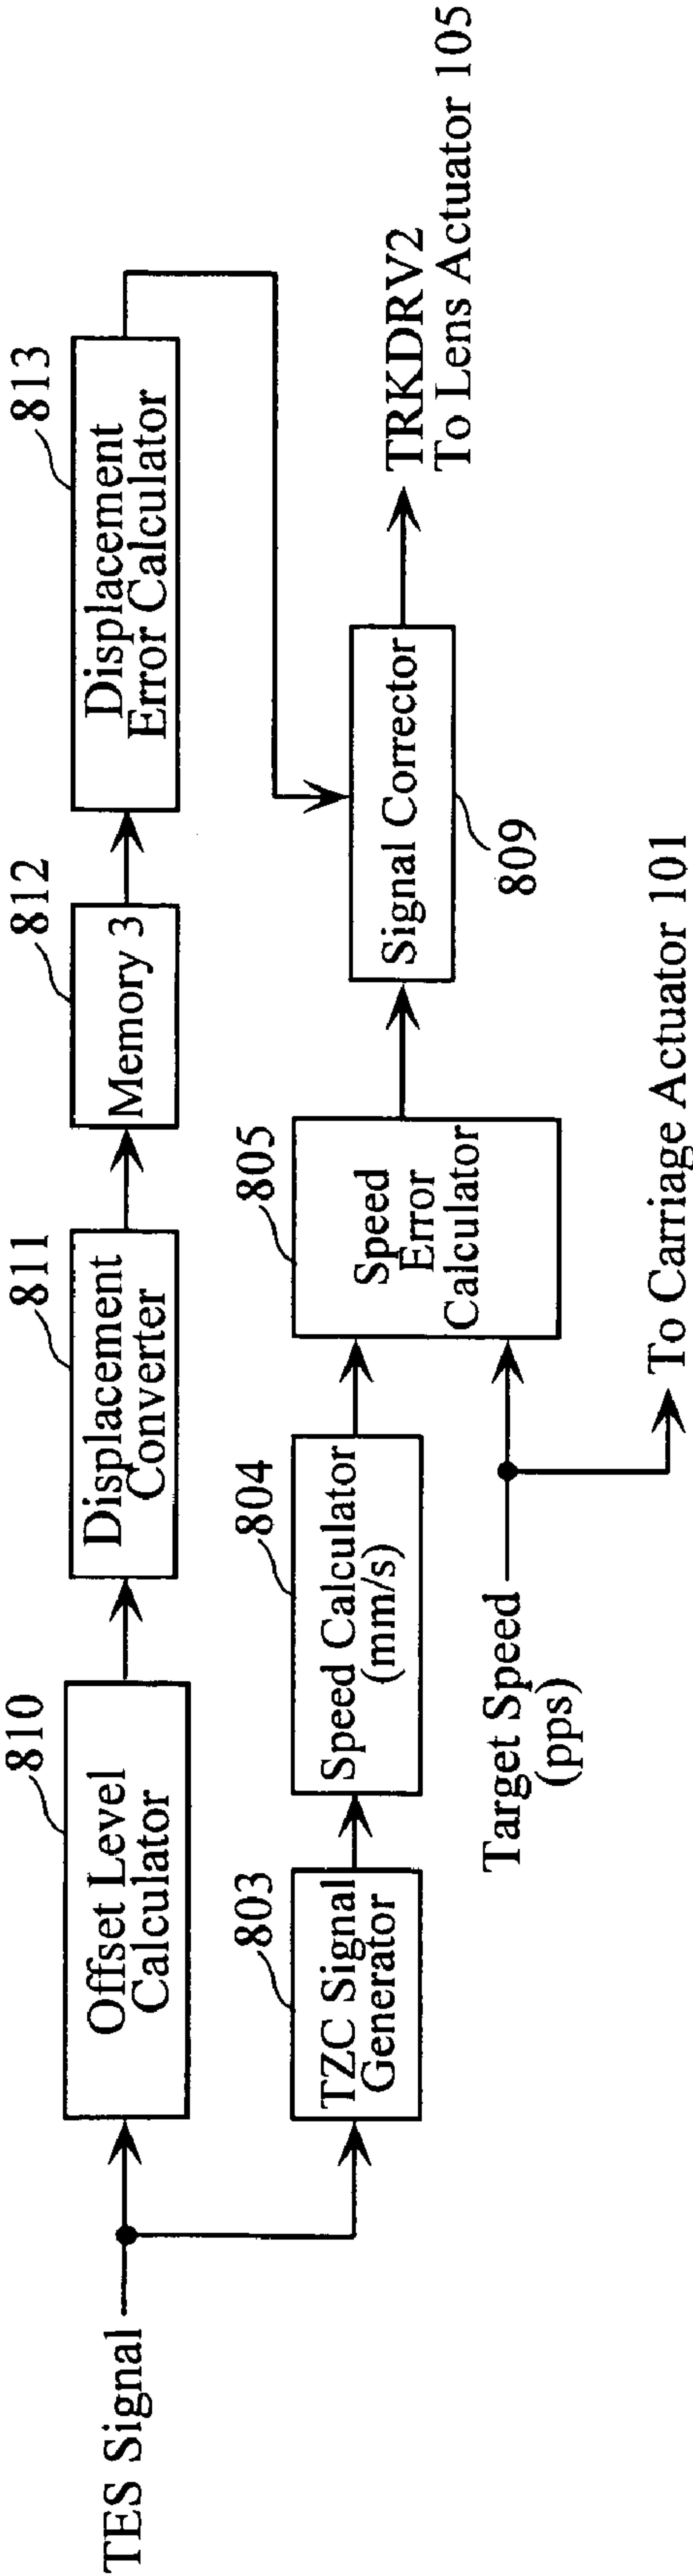 TES Signal
810
Offset Level
Calculator
811
Displacement
Converter
812
Memory 3
813
Displacement
Error Calculator
803
TZC Signal
Generator
804
Speed Calculator
(mm/s)
805
Speed
Error
Calculator
Signal Corrector
809
TRKDRV2
To Lens Actuator 105
Target Speed
(pps)
To Carriage Actuator 101